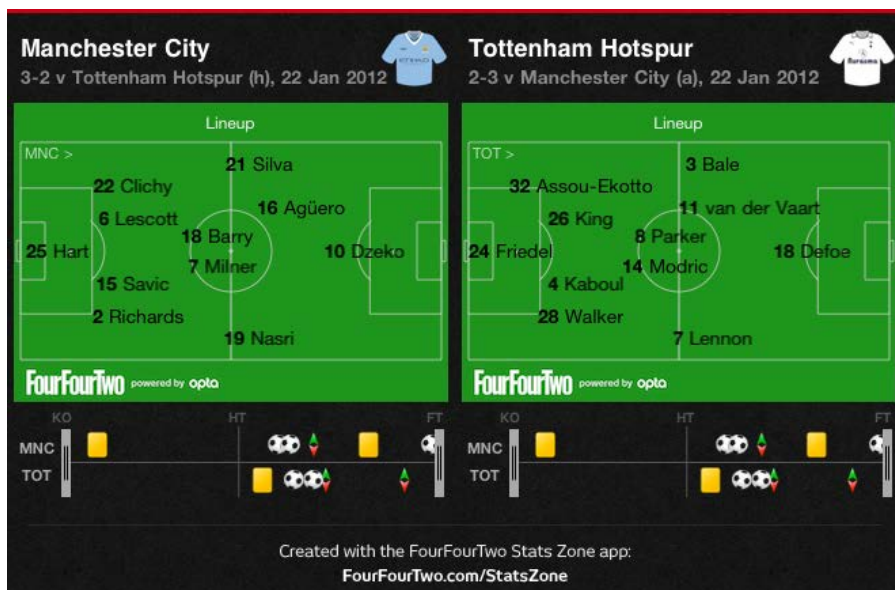 Manchester City
3-2 v Tottenham Hotspur (h), 22 Jan 2012
Lineup
MNC >
21 Silva
22 Clichy
16 Agüero
6 Lescott
18 Barry
25 Hart
10 Dzeko
7 Milner
15 Savic
2 Richards
19 Nasri
FourFourTwo powered by opta
Tottenham Hotspur
2-3 v Manchester City (a), 22 Jan 2012
Lineup
TOT >
3 Bale
32 Assou-Ekotto
11 van der Vaart
26 King
8 Parker
24 Friedel
18 Defoe
14 Modric
4 Kaboul
28 Walker
7 Lennon
FourFourTwo powered by opta
KO HT FT
MNC
TOT
KO HT FT
MNC
TOT
Created with the FourFourTwo Stats Zone app:
FourFourTwo.com/StatsZone